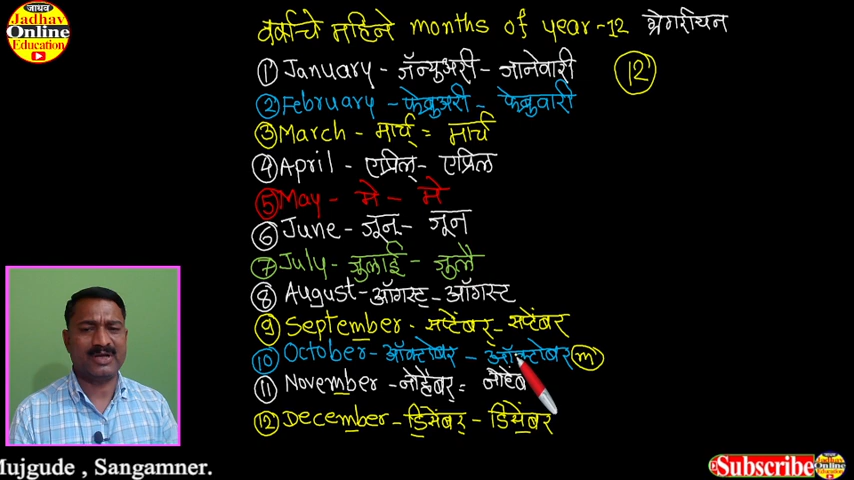 जाधव
Jadhav
Online
Education
वर्षाचे महिने months of year-12 ग्रेगरीयन
① January - जॅन्युअरी - जानेवारी
12
② February - फेब्रुअरी - फेब्रुवारी
③ March - मार्च् = मार्च
④ April - एप्रिल् - एप्रिल
⑤ May - मे - मे
⑥ June - जून् - जून
⑦ July - जुलाई - जुलै
⑧ August - ऑगस्ट् - ऑगस्ट
⑨ September - सप्टेंबर् - सप्टेंबर
⑩ October - ऑक्टोबर - ऑक्टोबर m
⑪ November - नोव्हेंबर् =
⑫ December - डिसेंबर् - डिसेंबर
Mujgude , Sangamner.
Subscribe